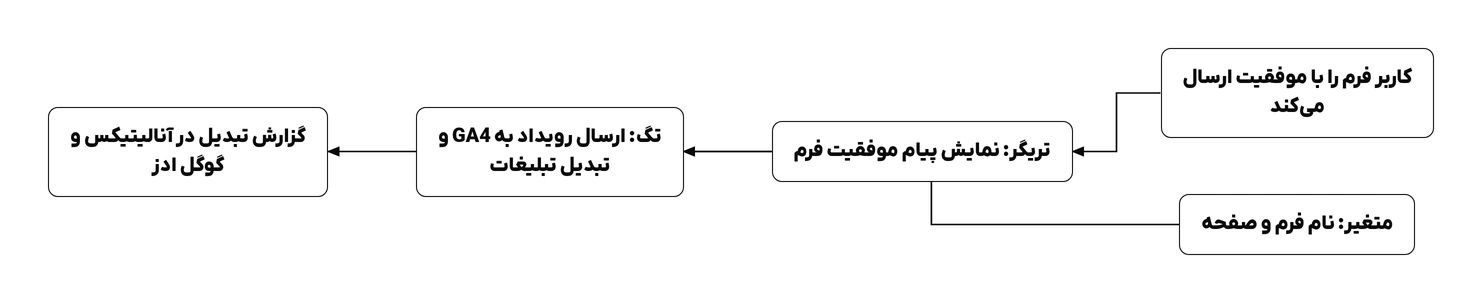 کاربر فرم را با موفقیت ارسال
می‌کند
تریگر: نمایش پیام موفقیت فرم
متغیر: نام فرم و صفحه
تگ: ارسال رویداد به GA4 و
تبدیل تبلیغات
گزارش تبدیل در آنالیتیکس و
گوگل ادز